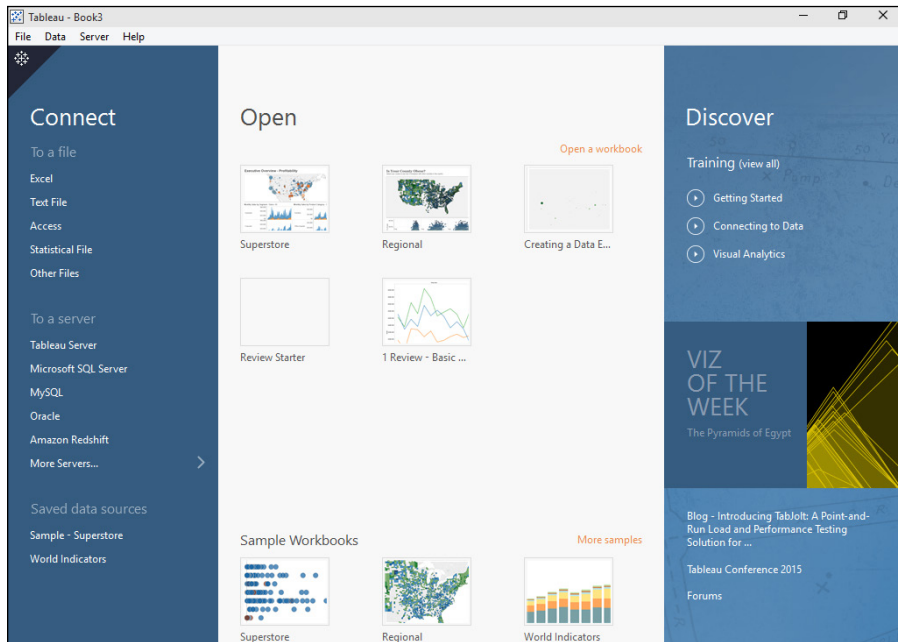 Tableau - Book3
File Data Server Help
Connect
To a file
Excel
Text File
Access
Statistical File
Other Files
To a server
Tableau Server
Microsoft SQL Server
MySQL
Oracle
Amazon Redshift
More Servers...
Saved data sources
Sample - Superstore
World Indicators
Open
Open a workbook
Executive Overview - Profitability
Superstore
Regional
Creating a Data E...
Review Starter
1 Review - Basic ...
Sample Workbooks
More samples
Superstore
Regional
World Indicators
Discover
Training (view all)
Getting Started
Connecting to Data
Visual Analytics
VIZ
OF THE
WEEK
The Pyramids of Egypt
Blog - Introducing TabJolt: A Point-and-
Run Load and Performance Testing
Solution for ...
Tableau Conference 2015
Forums